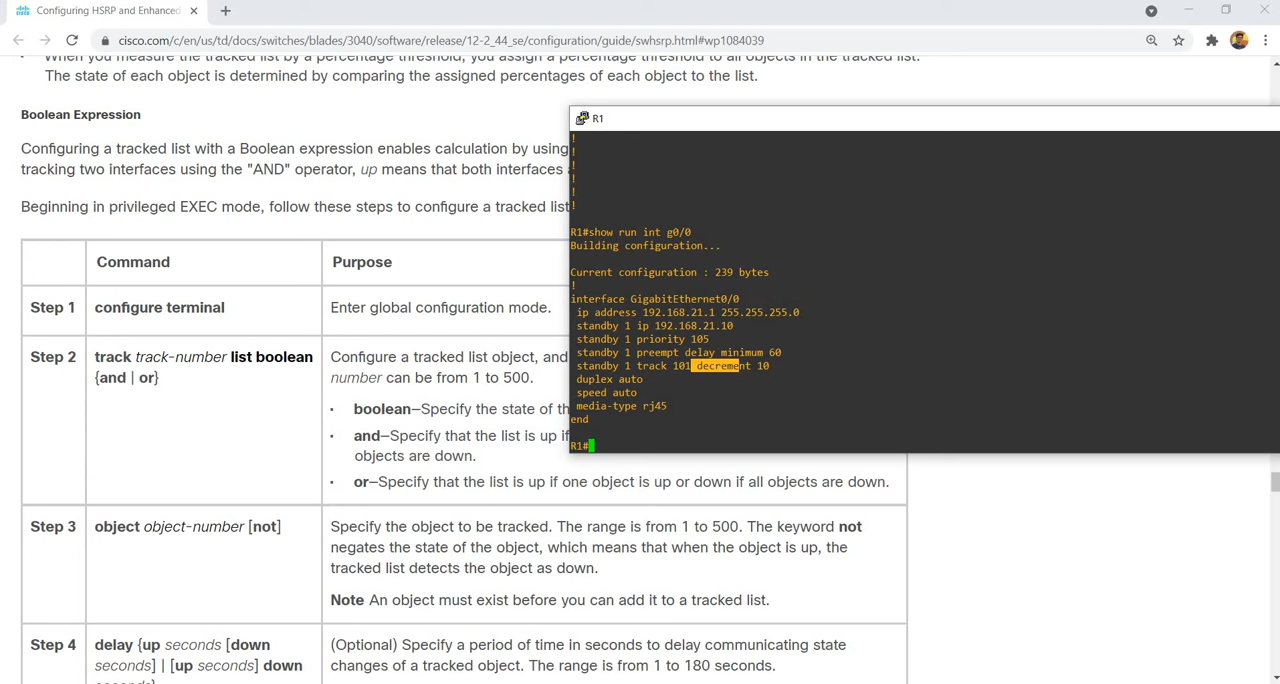 Configuring HSRP and Enhanced
cisco.com/c/en/us/td/docs/switches/blades/3040/software/release/12-2_44_se/configuration/guide/swhsrp.html#wp1084039
When you measure the tracked list by a percentage threshold, you assign a percentage threshold to all objects in the tracked list.
The state of each object is determined by comparing the assigned percentages of each object to the list.
Boolean Expression
Configuring a tracked list with a Boolean expression enables calculation by using
tracking two interfaces using the "AND" operator, up means that both interfaces
Beginning in privileged EXEC mode, follow these steps to configure a tracked list
Command
Purpose
Step 1
configure terminal
Enter global configuration mode.
Step 2
track track-number list boolean
{and | or}
Configure a tracked list object, and
number can be from 1 to 500.
• boolean—Specify the state of th
• and—Specify that the list is up if
objects are down.
• or—Specify that the list is up if one object is up or down if all objects are down.
Step 3
object object-number [not]
Specify the object to be tracked. The range is from 1 to 500. The keyword not
negates the state of the object, which means that when the object is up, the
tracked list detects the object as down.
Note An object must exist before you can add it to a tracked list.
Step 4
delay {up seconds [down
seconds] | [up seconds] down
seconds}
(Optional) Specify a period of time in seconds to delay communicating state
changes of a tracked object. The range is from 1 to 180 seconds.
R1
!
!
!
!
!
!
R1#show run int g0/0
Building configuration...
Current configuration : 239 bytes
!
interface GigabitEthernet0/0
ip address 192.168.21.1 255.255.255.0
standby 1 ip 192.168.21.10
standby 1 priority 105
standby 1 preempt delay minimum 60
standby 1 track 101 decrement 10
duplex auto
speed auto
media-type rj45
end
R1#